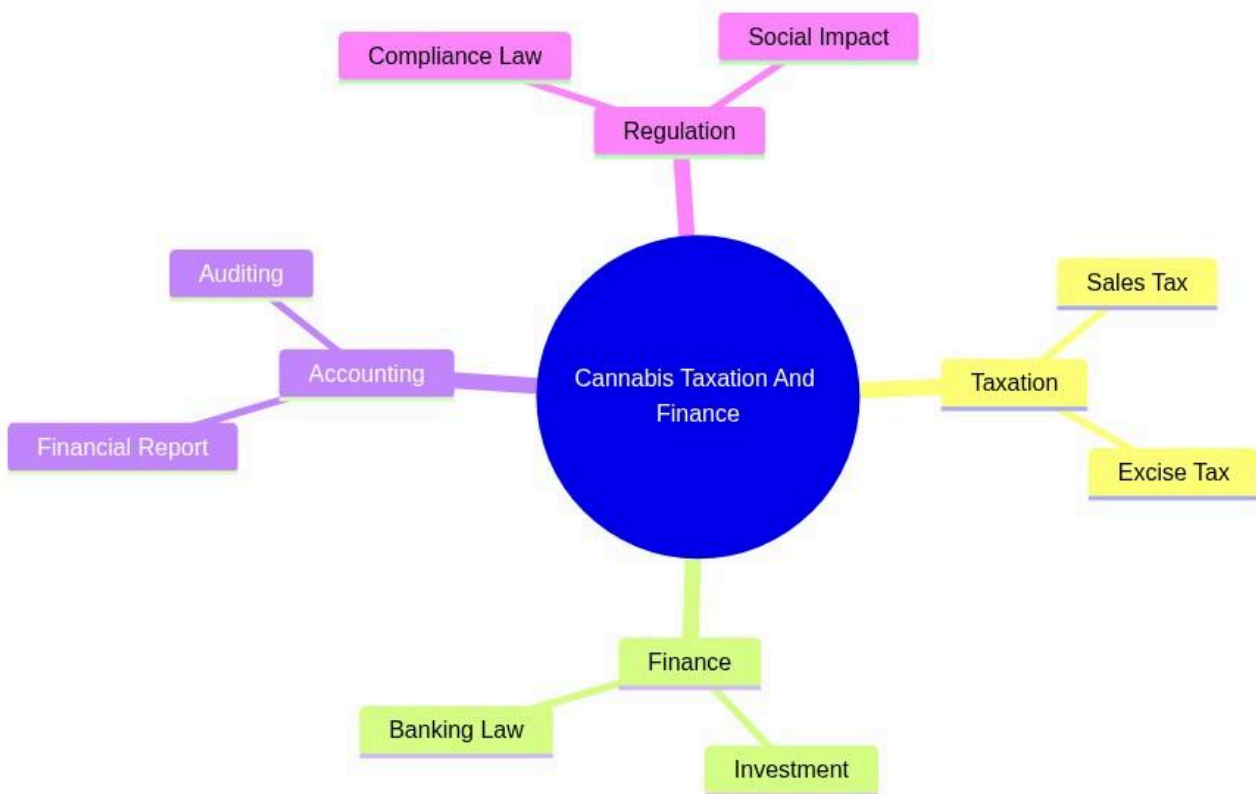 Social Impact
Compliance Law
Regulation
Auditing
Sales Tax
Accounting
Cannabis Taxation And
Finance
Taxation
Financial Report
Excise Tax
Finance
Banking Law
Investment